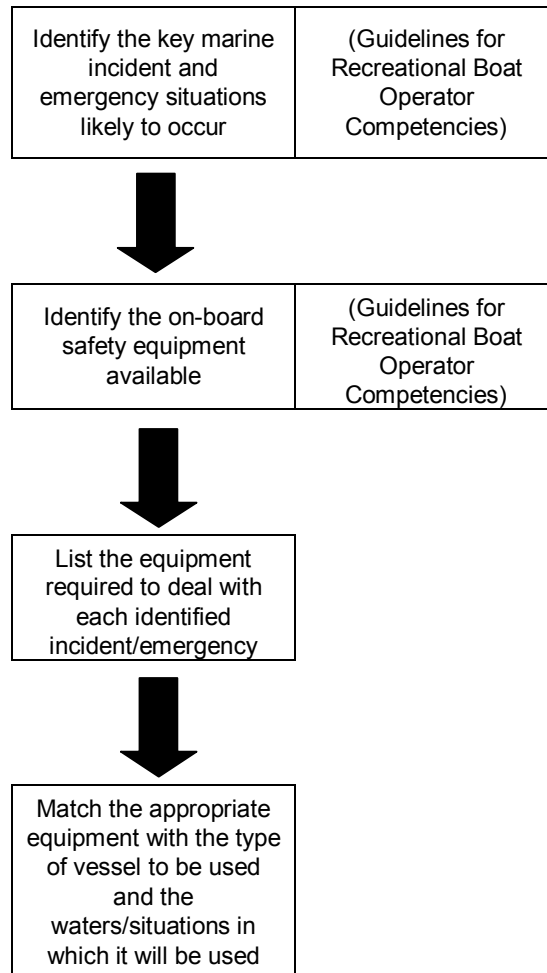 Identify the key marine
incident and
emergency situations
likely to occur
(Guidelines for
Recreational Boat
Operator
Competencies)
Identify the on-board
safety equipment
available
(Guidelines for
Recreational Boat
Operator
Competencies)
List the equipment
required to deal with
each identified
incident/emergency
Match the appropriate
equipment with the type
of vessel to be used
and the
waters/situations in
which it will be used